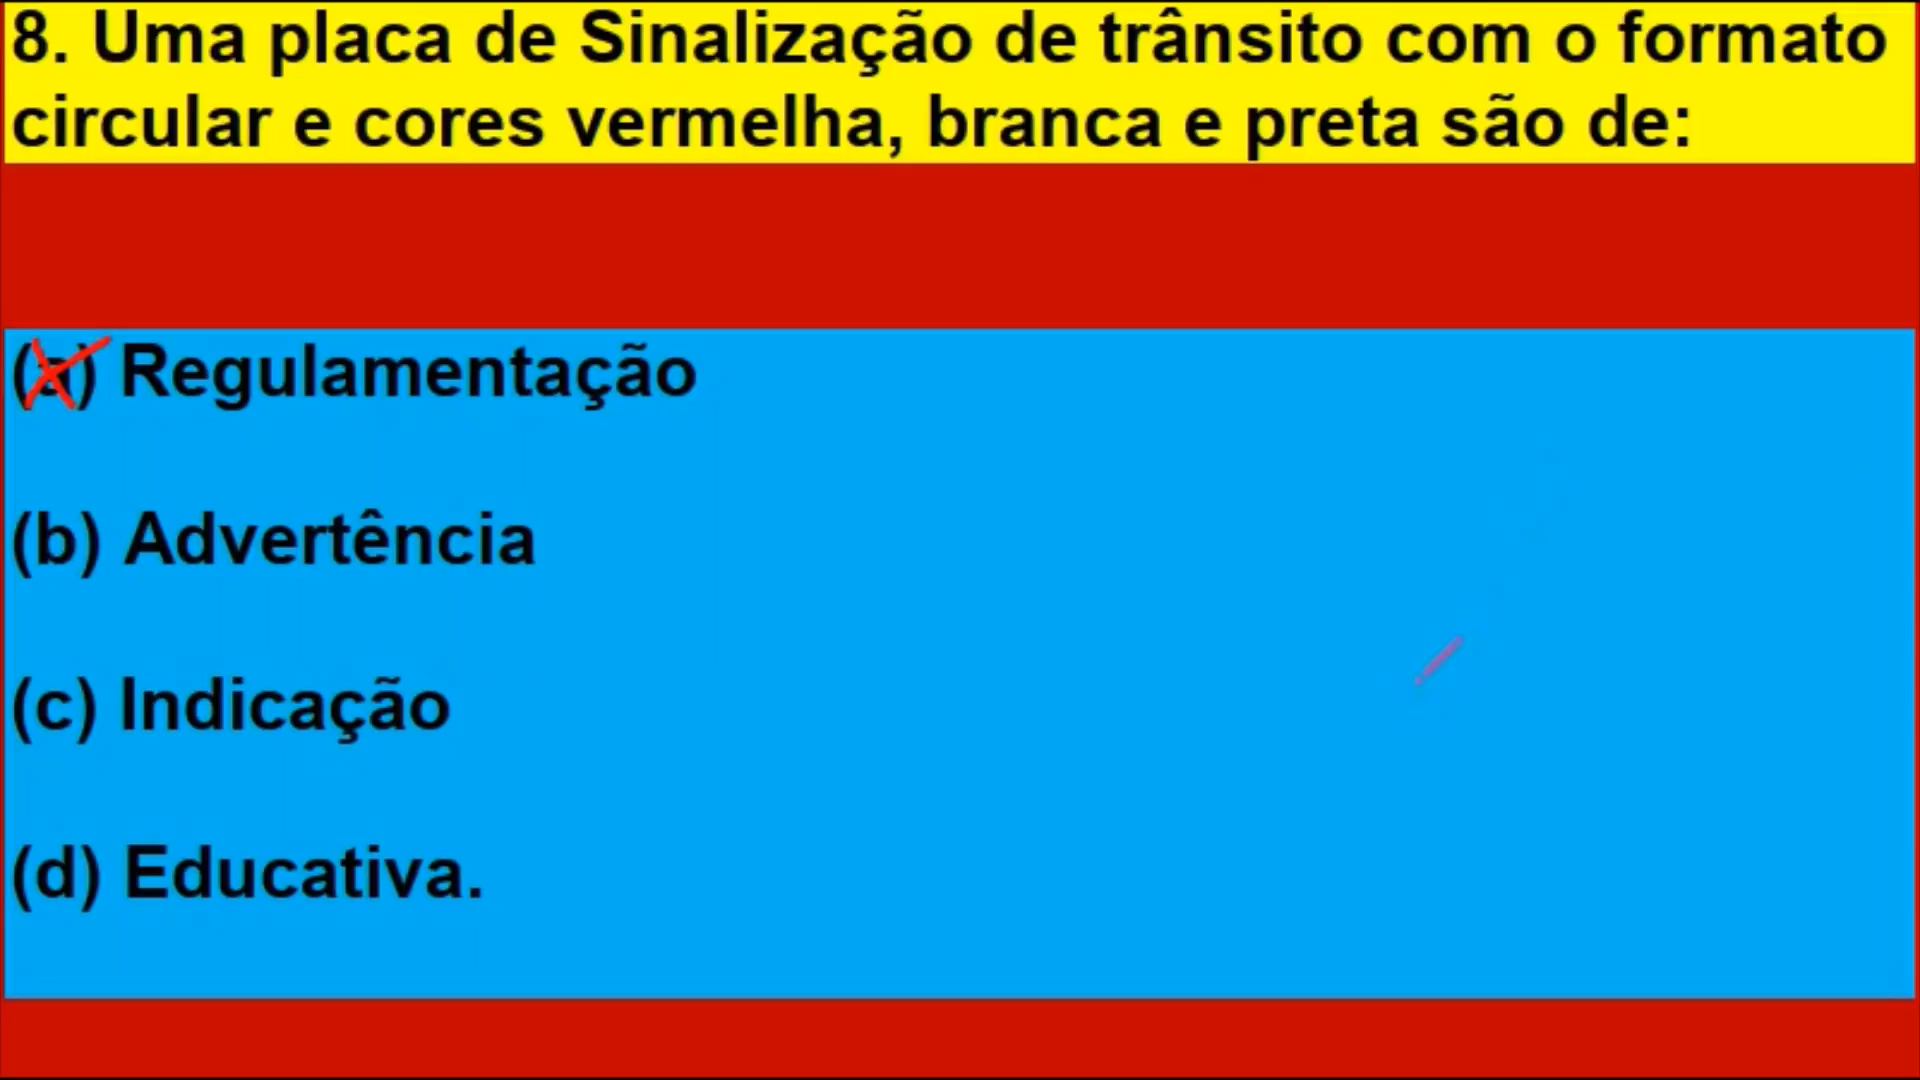 8. Uma placa de Sinalização de trânsito com o formato
circular e cores vermelha, branca e preta são de:
(a) Regulamentação
(b) Advertência
(c) Indicação
(d) Educativa.